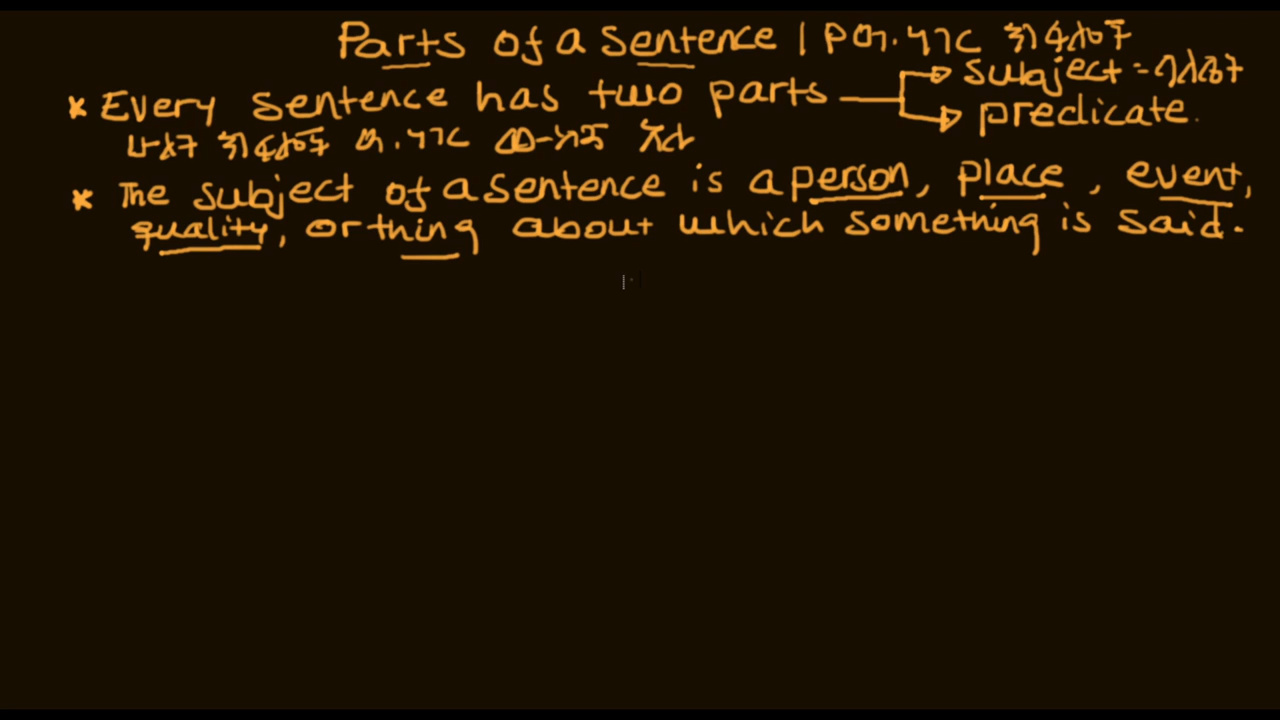 Parts of a Sentence |
subject =
* Every sentence has two parts
predicate.
* The subject of a sentence is a person, place, event,
quality, or thing about which something is said.